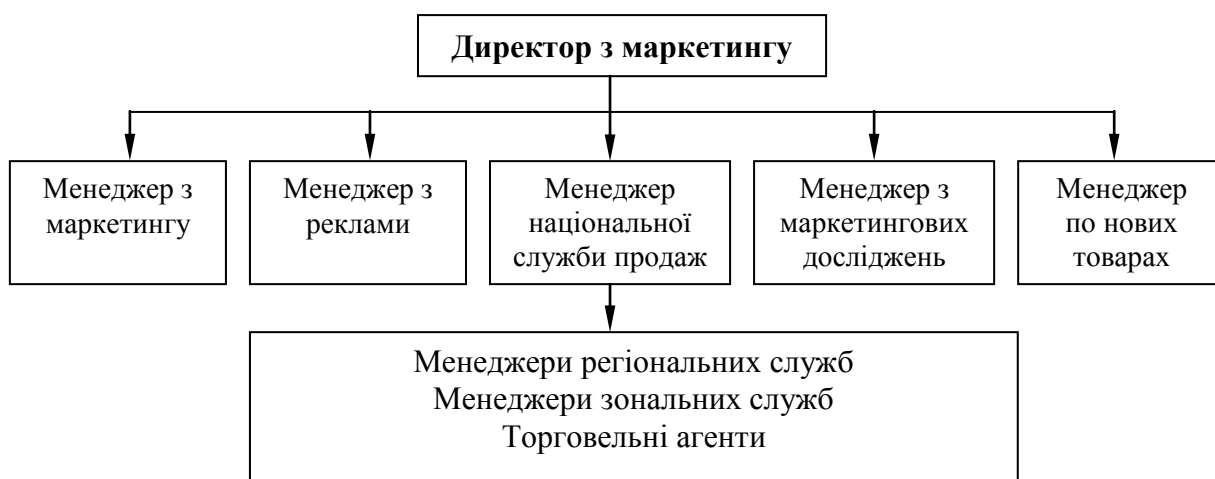 Директор з маркетингу
Менеджер з
маркетингу
Менеджер з
реклами
Менеджер
національної
служби продаж
Менеджер з
маркетингових
досліджень
Менеджер
по нових
товарах
Менеджери регіональних служб
Менеджери зональних служб
Торговельні агенти